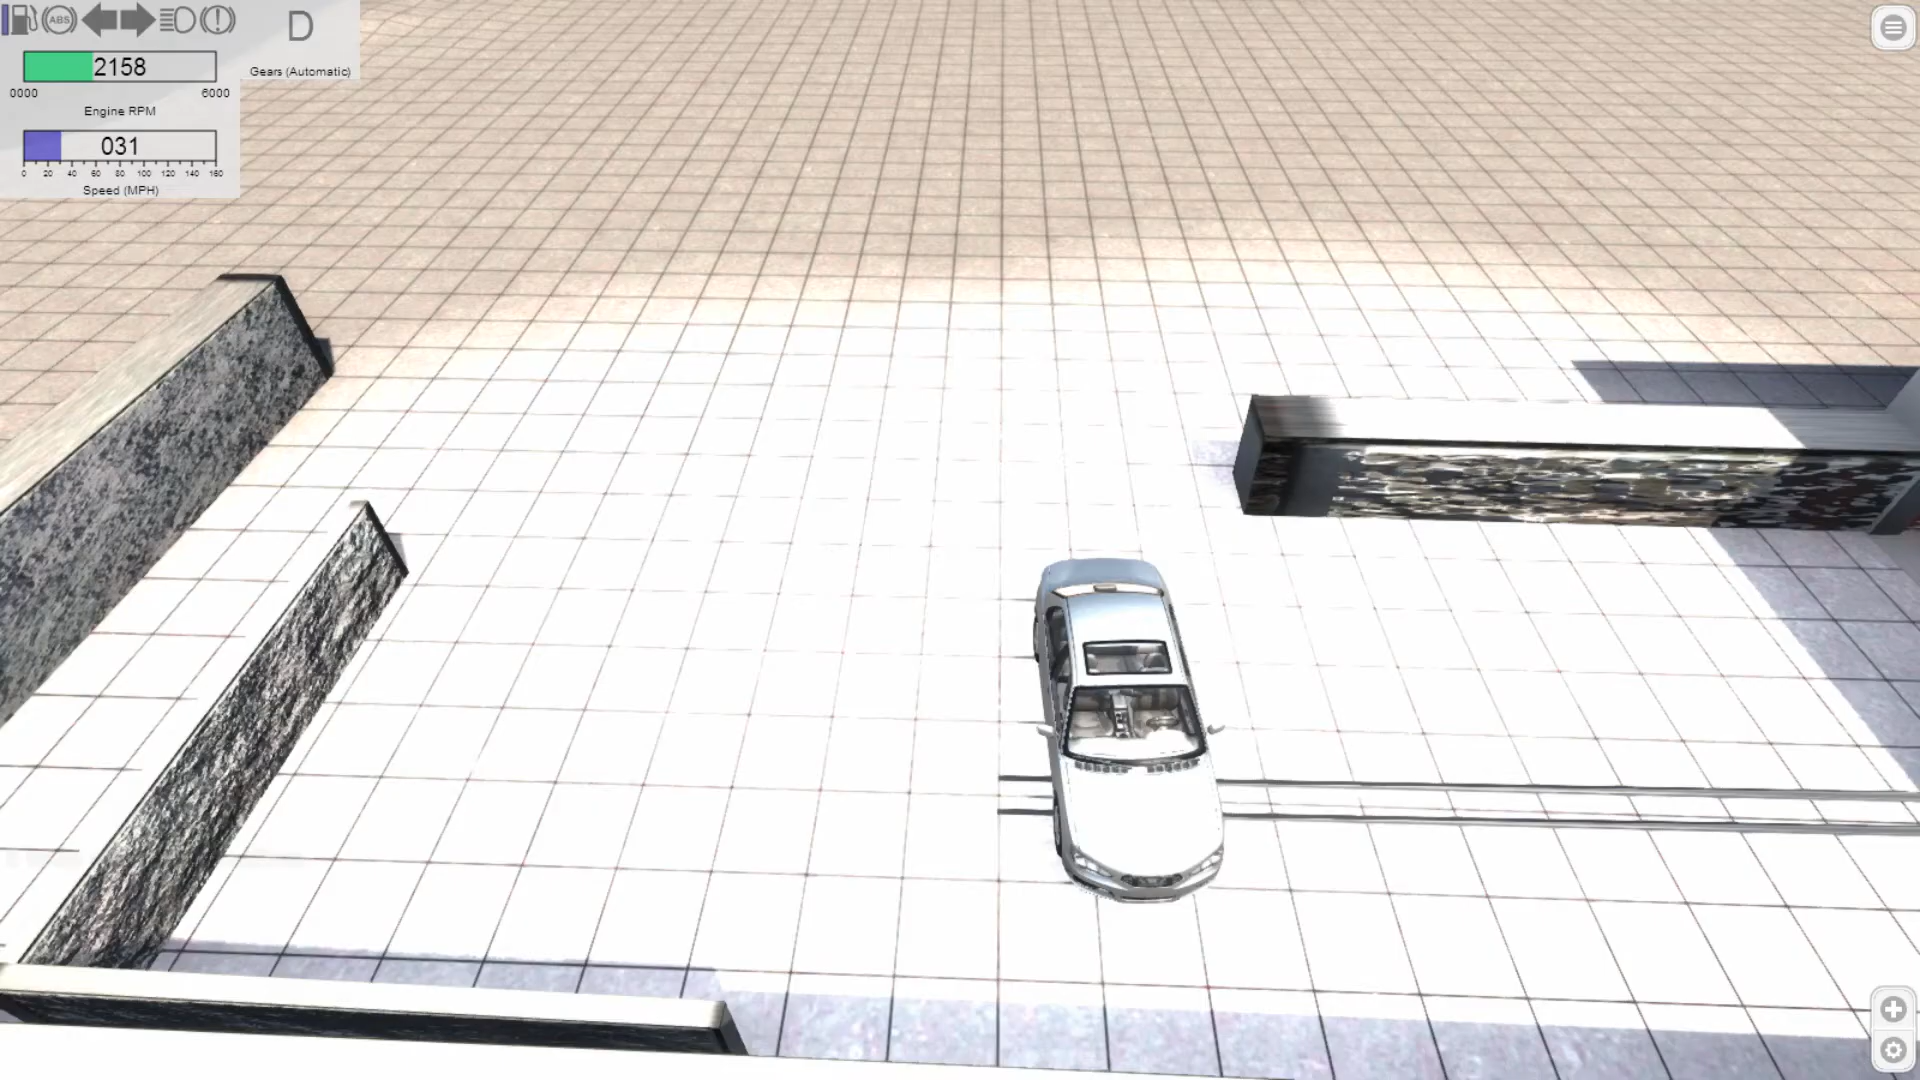 ABS
D
Gears (Automatic)
2158
0000 6000
Engine RPM
031
0 20 40 60 80 100 120 140 160
Speed (MPH)